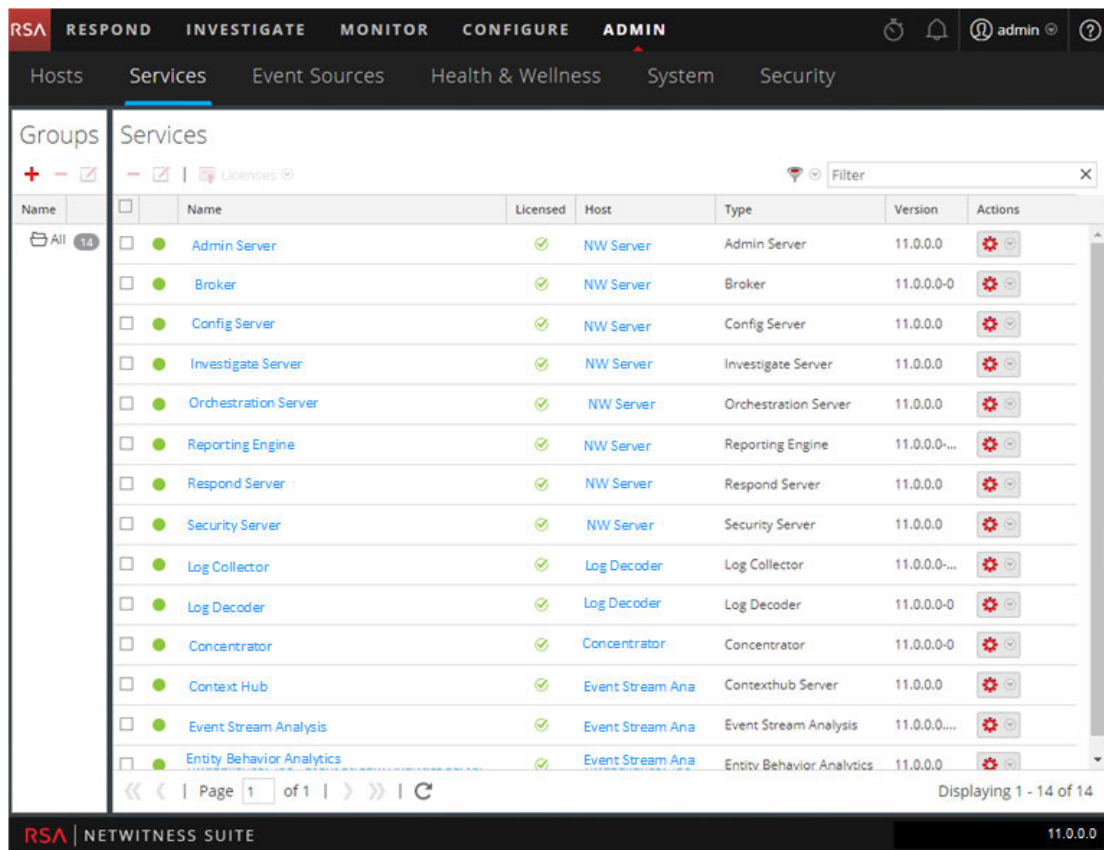 RSA RESPOND INVESTIGATE MONITOR CONFIGURE ADMIN admin
Hosts Services Event Sources Health & Wellness System Security
Groups Services
Licenses Filter
Name Name Licensed Host Type Version Actions
All 14 Admin Server NW Server Admin Server 11.0.0.0
Broker NW Server Broker 11.0.0.0-0
Config Server NW Server Config Server 11.0.0.0
Investigate Server NW Server Investigate Server 11.0.0.0
Orchestration Server NW Server Orchestration Server 11.0.0.0
Reporting Engine NW Server Reporting Engine 11.0.0.0-...
Respond Server NW Server Respond Server 11.0.0.0
Security Server NW Server Security Server 11.0.0.0
Log Collector Log Decoder Log Collector 11.0.0.0-...
Log Decoder Log Decoder Log Decoder 11.0.0.0-0
Concentrator Concentrator Concentrator 11.0.0.0-0
Context Hub Event Stream Ana Contexthub Server 11.0.0.0
Event Stream Analysis Event Stream Ana Event Stream Analysis 11.0.0.0....
Entity Behavior Analytics Event Stream Ana Entity Behavior Analytics 11.0.0.0
Page 1 of 1 Displaying 1 - 14 of 14
RSA NETWITNESS SUITE 11.0.0.0